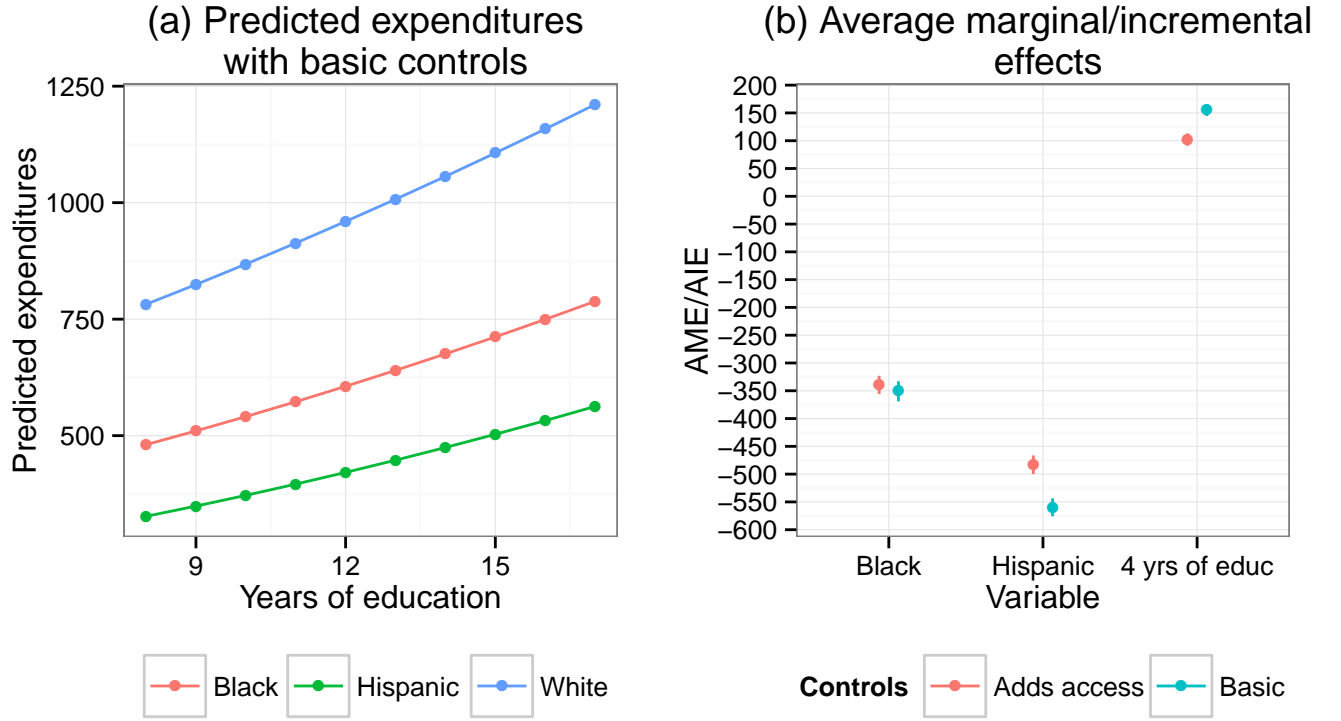 (a) Predicted expenditures
with basic controls
Predicted expenditures
1250
1000
750
500
9 12 15
Years of education
Black Hispanic White
(b) Average marginal/incremental
effects
AME/AIE
200
150
100
50
0
−50
−100
−150
−200
−250
−300
−350
−400
−450
−500
−550
−600
Black Hispanic 4 yrs of educ
Variable
Controls Adds access Basic